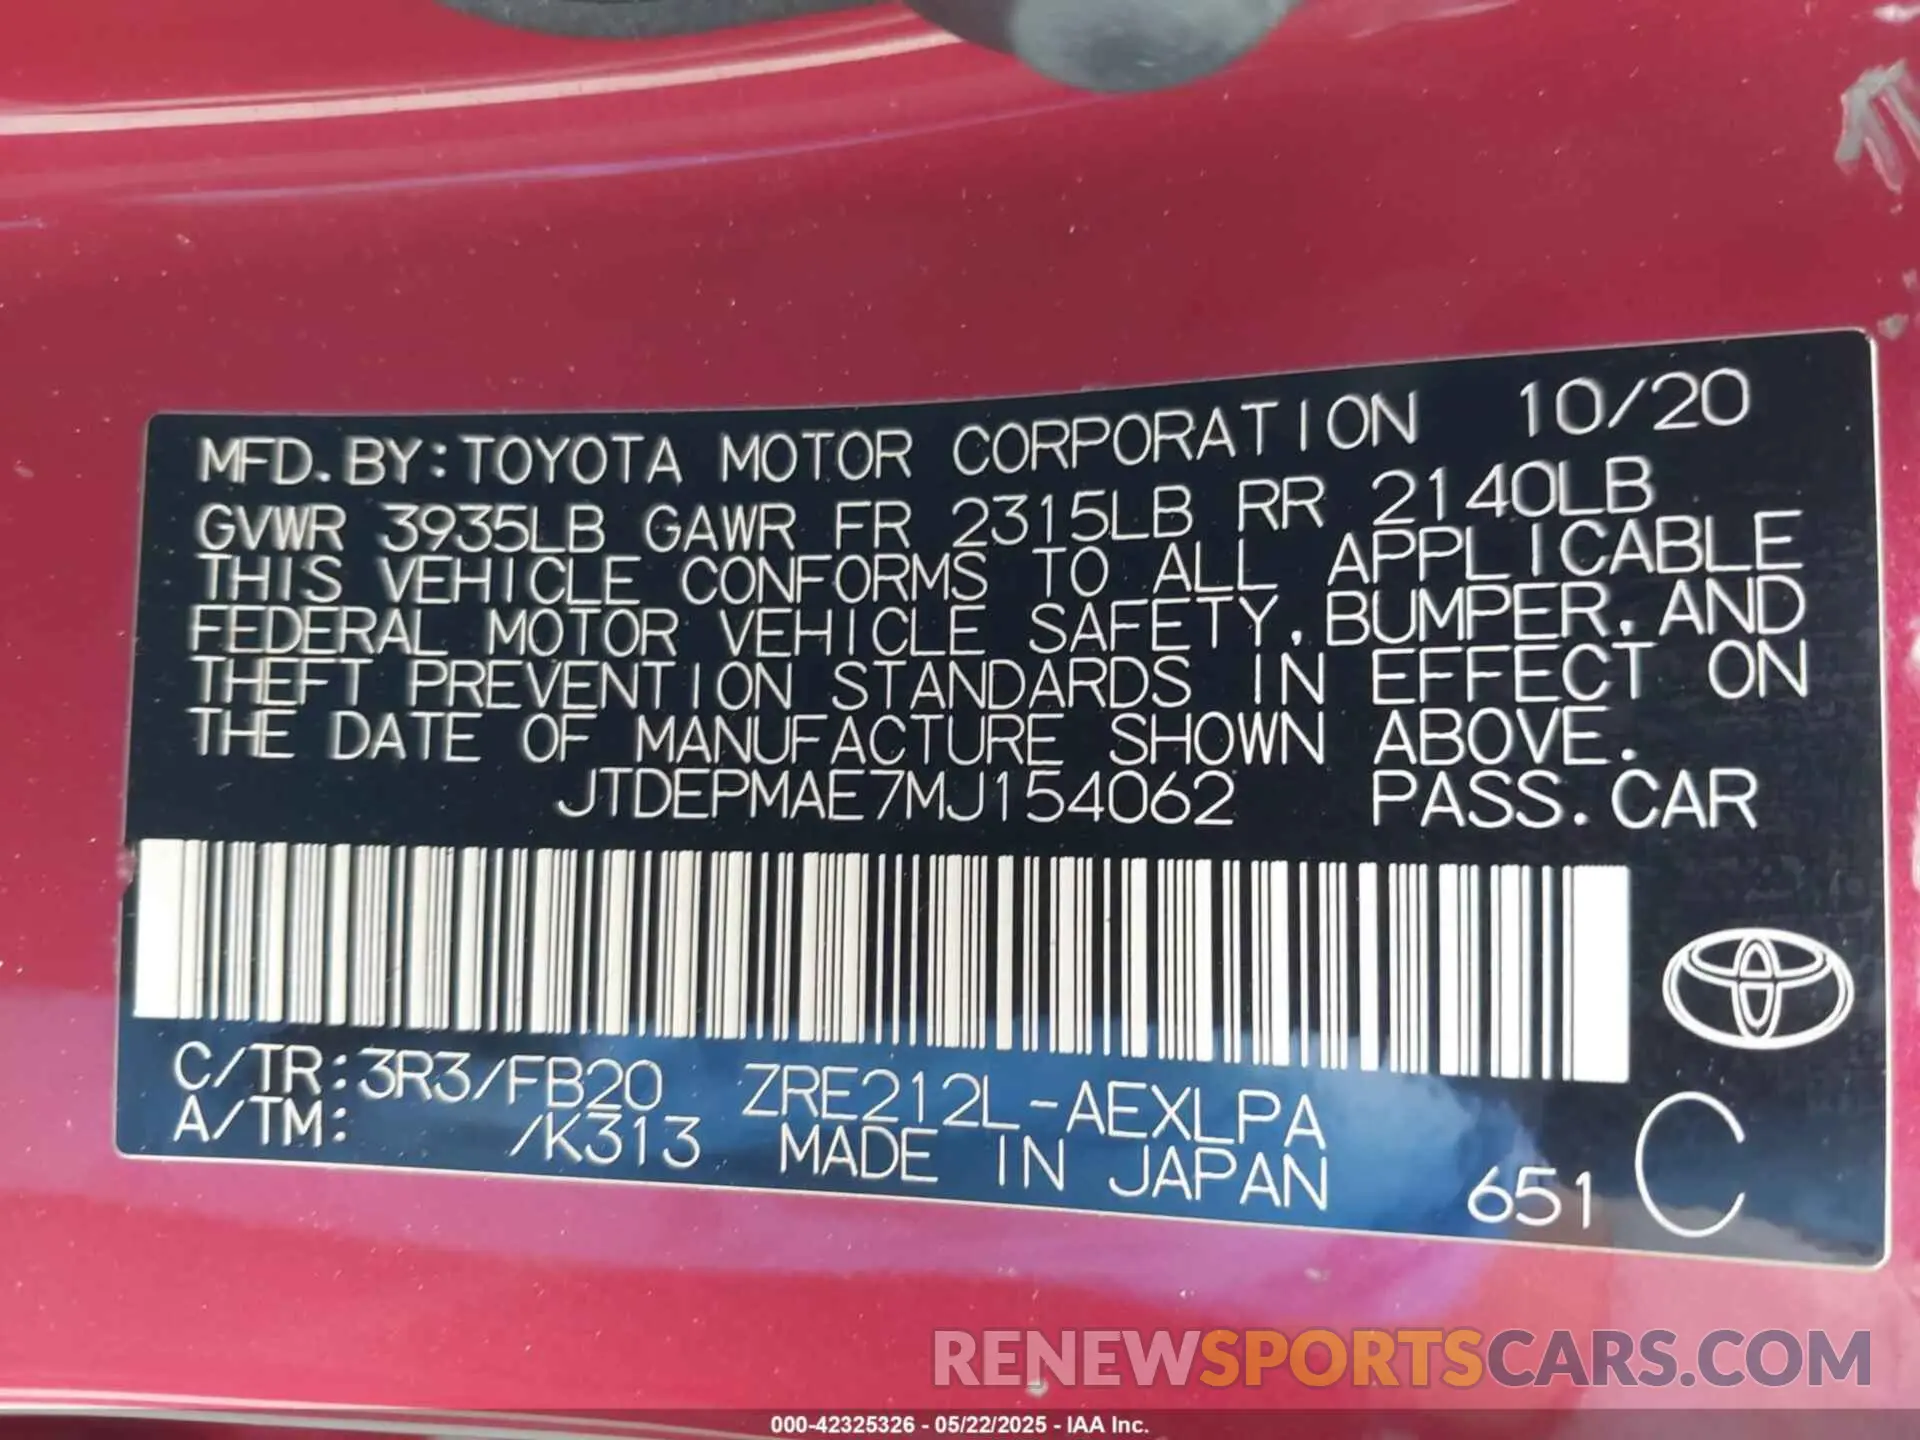 MFD.BY:TOYOTA MOTOR CORPORATION 10/20
GVWR 3935LB GAWR FR 2315LB RR 2140LB
THIS VEHICLE CONFORMS TO ALL APPLICABLE
FEDERAL MOTOR VEHICLE SAFETY, BUMPER, AND
THEFT PREVENTION STANDARDS IN EFFECT ON
THE DATE OF MANUFACTURE SHOWN ABOVE.
JTDEPMAE7MJ154062 PASS.CAR
C/TR:3R3/FB20 ZRE212L-AEXLPA
A/TM: /K313 MADE IN JAPAN 651 C
RENEWSPORTSCARS.COM
000-42325326 - 05/22/2025 - IAA Inc.